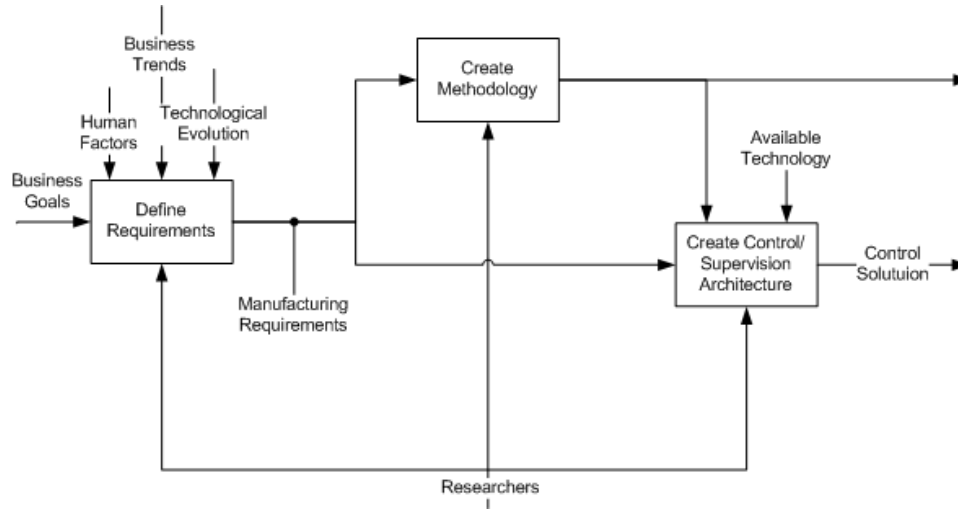 Business
Trends
Human
Factors
Technological
Evolution
Business
Goals
Define
Requirements
Manufacturing
Requirements
Create
Methodology
Available
Technology
Create Control/
Supervision
Architecture
Control
Solutuion
Researchers